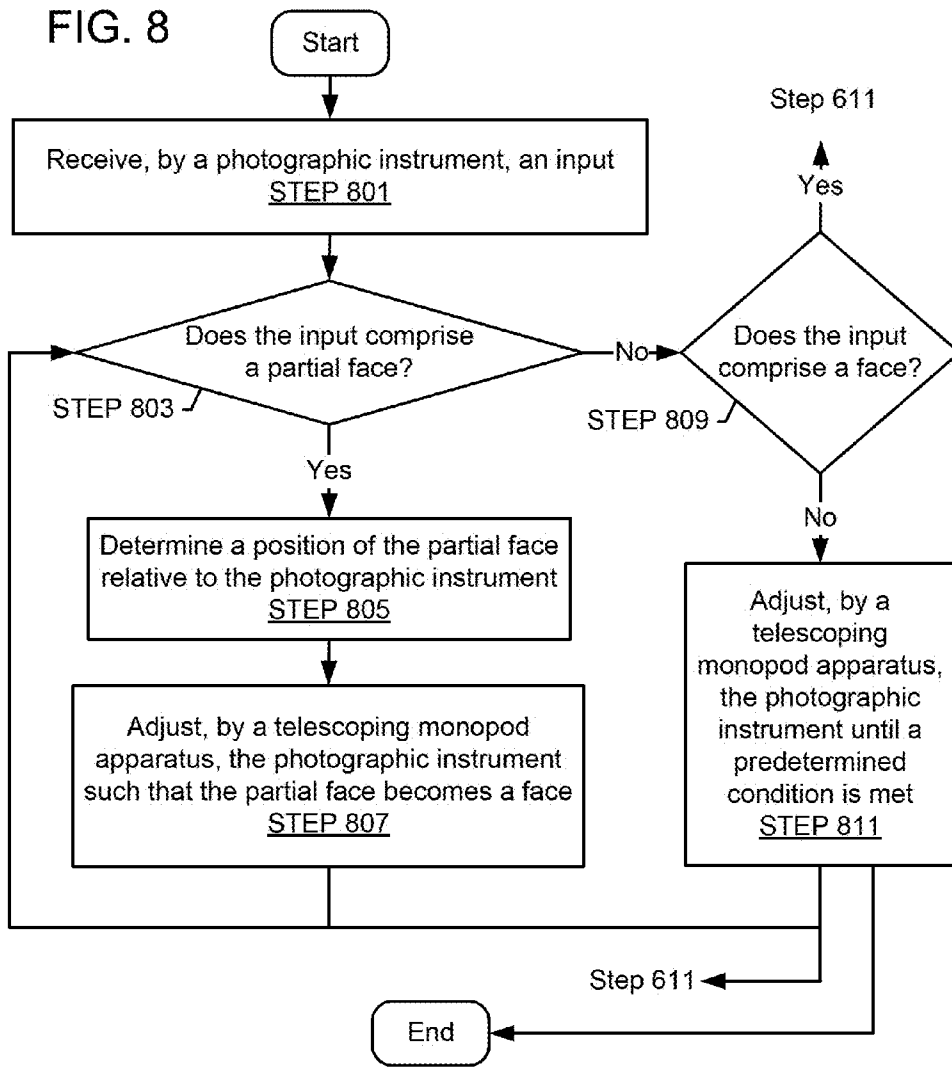 FIG. 8
Start
Receive, by a photographic instrument, an input
STEP 801
Does the input comprise
a partial face?
STEP 803
No
Yes
Determine a position of the partial face
relative to the photographic instrument
STEP 805
Adjust, by a telescoping monopod
apparatus, the photographic instrument
such that the partial face becomes a face
STEP 807
Step 611
Yes
Does the input
comprise a face?
STEP 809
No
Adjust, by a
telescoping
monopod apparatus,
the photographic
instrument until a
predetermined
condition is met
STEP 811
Step 611
End